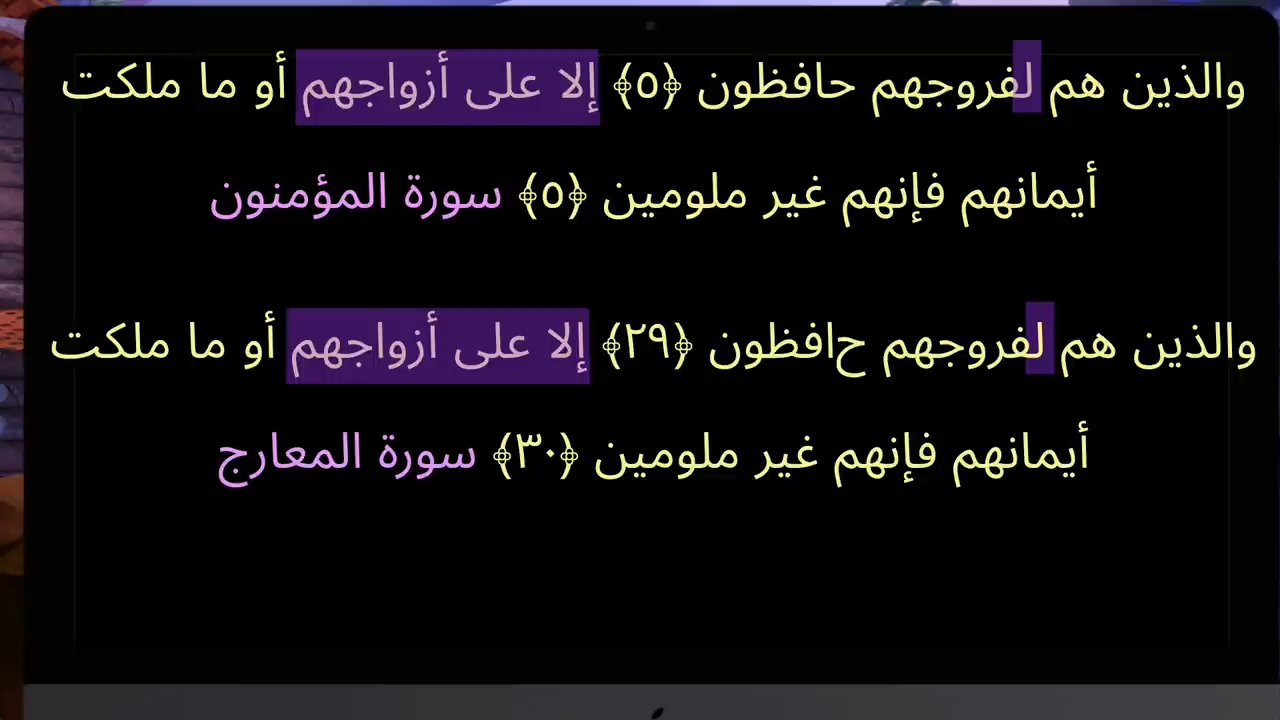 والذين هم لفروجهم حافظون ﴿٥﴾ إلا على أزواجهم أو ما ملكت
أيمانهم فإنهم غير ملومين ﴿٥﴾ سورة المؤمنون
والذين هم لفروجهم حافظون ﴿٢٩﴾ إلا على أزواجهم أو ما ملكت
أيمانهم فإنهم غير ملومين ﴿٣٠﴾ سورة المعارج